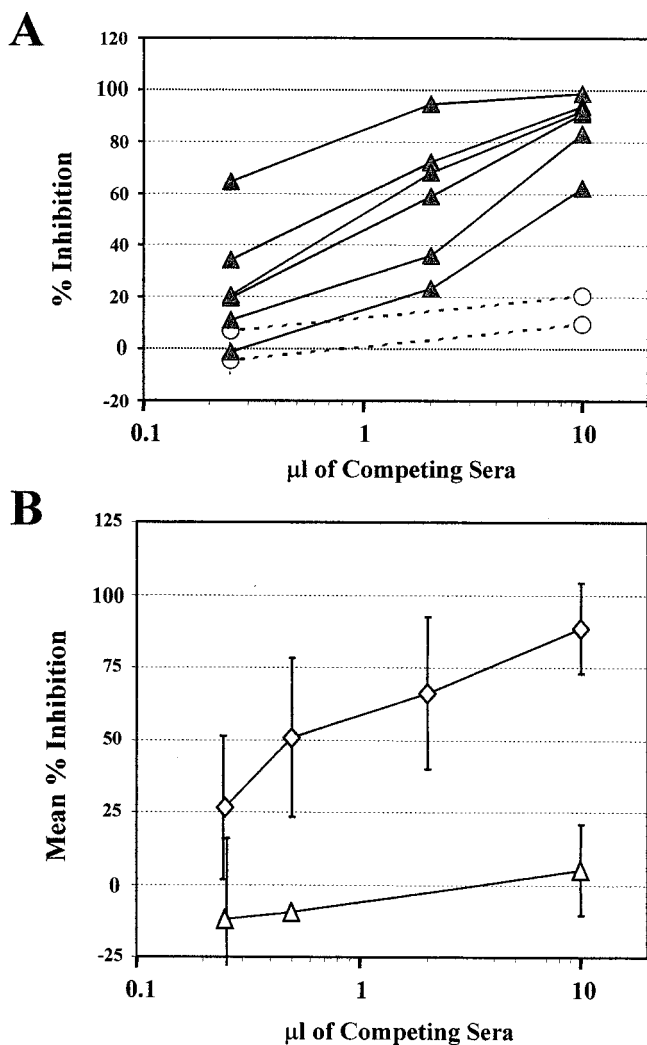 A
120
100
80
60
40
20
0
-20
% Inhibition
0.1 1 10
µl of Competing Sera
B
125
100
75
50
25
0
-25
Mean % Inhibition
0.1 1 10
µl of Competing Sera